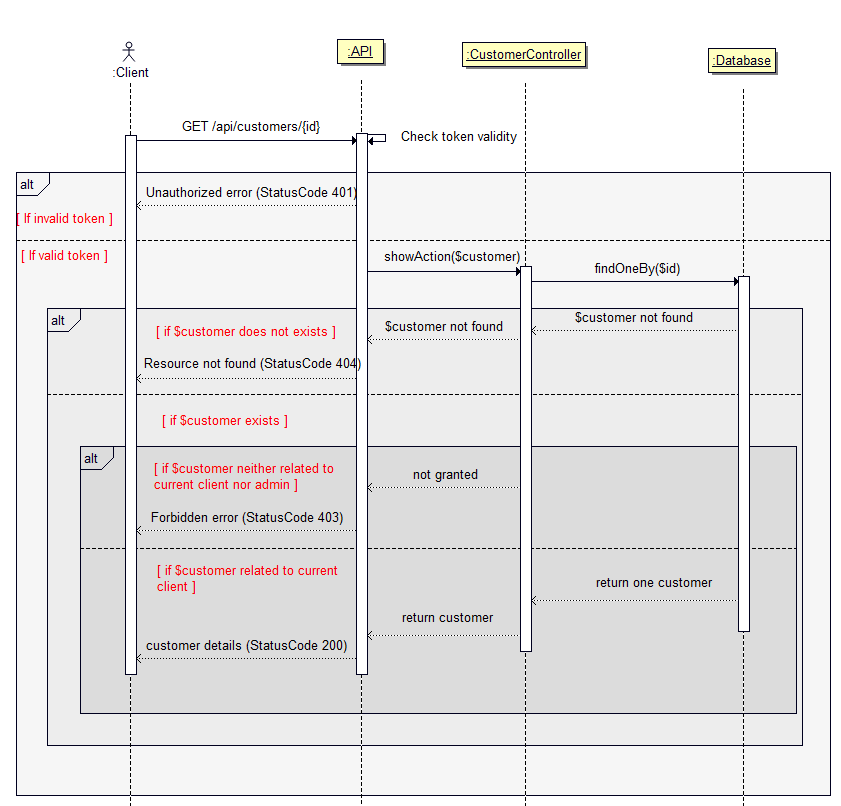 :Client
:API
:CustomerController
:Database
GET /api/customers/{id}
Check token validity
alt
Unauthorized error (StatusCode 401)
[ If invalid token ]
[ If valid token ]
showAction($customer)
findOneBy($id)
alt
[ if $customer does not exists ]
$customer not found
$customer not found
Resource not found (StatusCode 404)
[ if $customer exists ]
alt
[ if $customer neither related to
current client nor admin ]
not granted
Forbidden error (StatusCode 403)
[ if $customer related to current
client ]
return one customer
return customer
customer details (StatusCode 200)